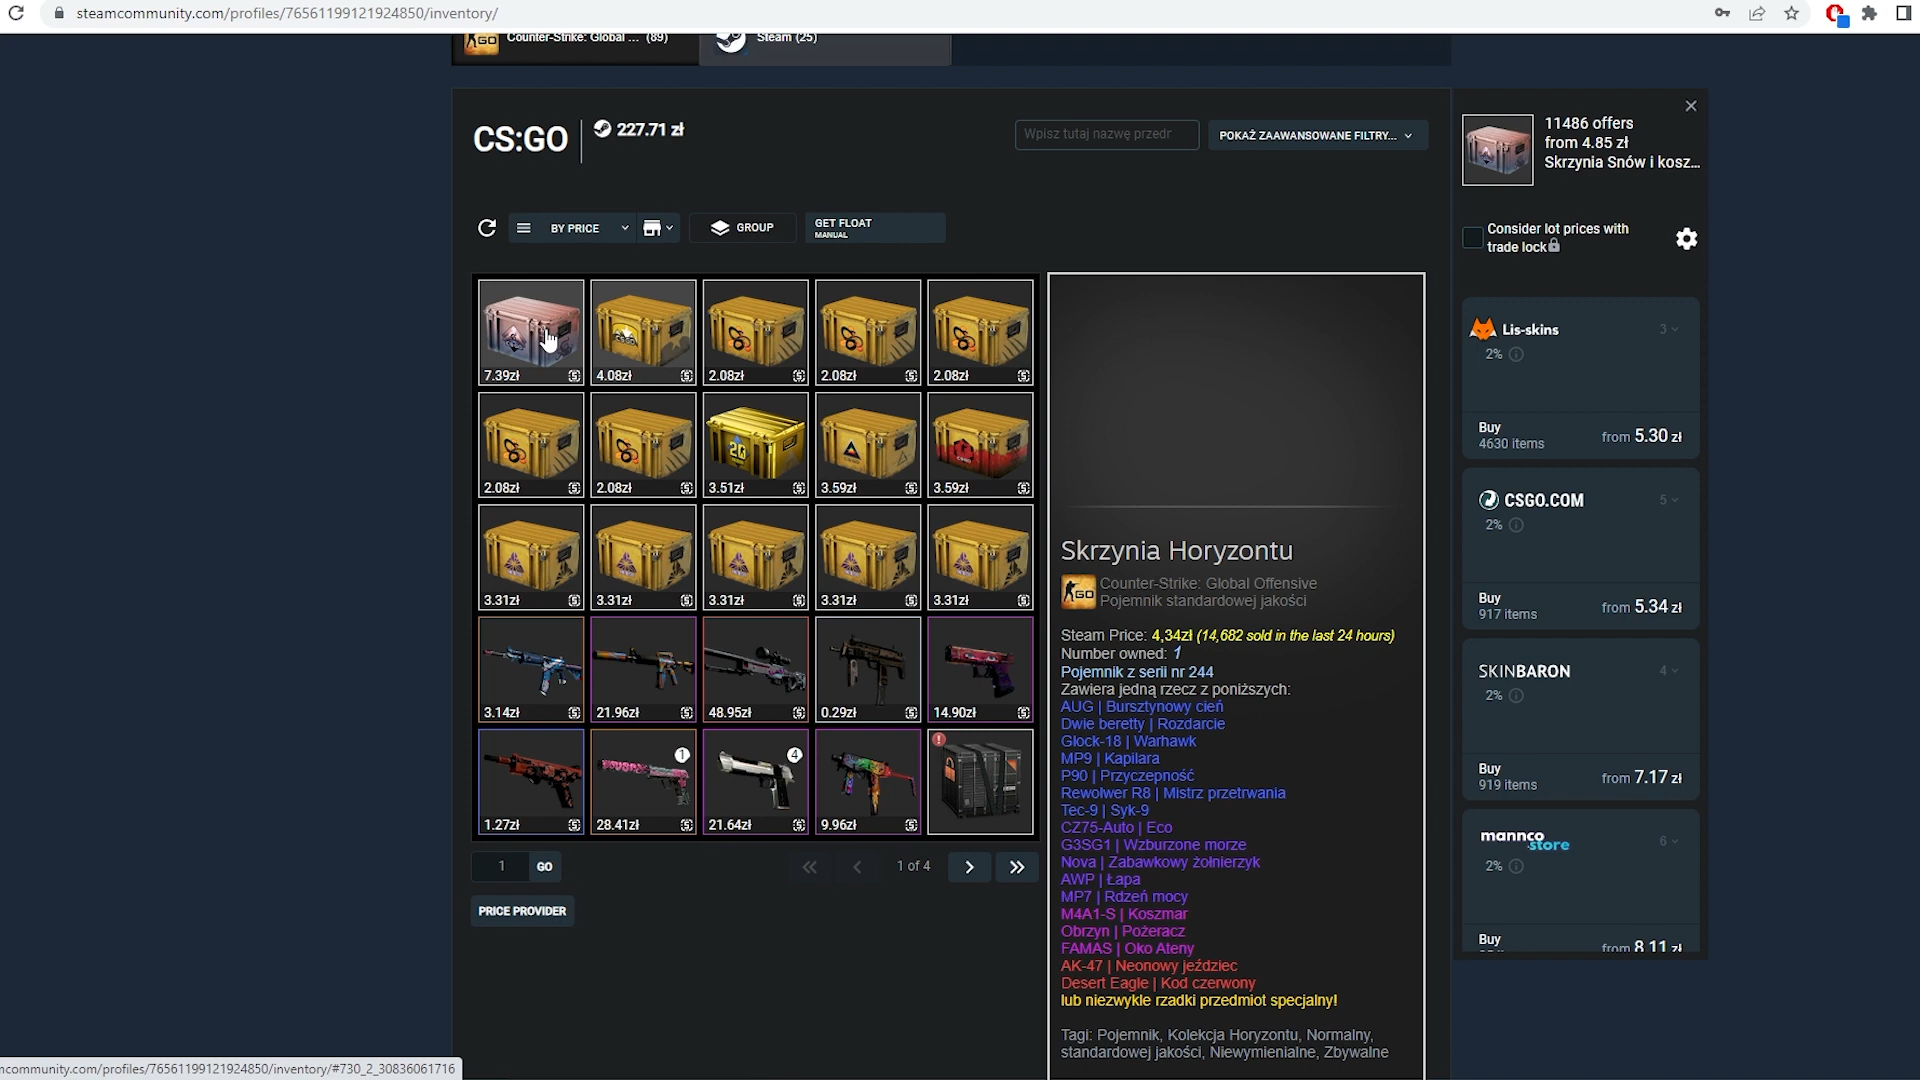 steamcommunity.com/profiles/76561199121924850/inventory/
Counter-Strike: Global ... (89)
Steam (25)
CS:GO
227.71 zł
Wpisz tutaj nazwę przedr
POKAŻ ZAAWANSOWANE FILTRY...
BY PRICE
GROUP
GET FLOAT
MANUAL
7.39zł
4.08zł
2.08zł
2.08zł
2.08zł
2.08zł
2.08zł
3.51zł
3.59zł
3.59zł
3.31zł
3.31zł
3.31zł
3.31zł
3.31zł
3.14zł
21.96zł
48.95zł
0.29zł
14.90zł
1
4
1.27zł
28.41zł
21.64zł
9.96zł
1
GO
1 of 4
PRICE PROVIDER
Skrzynia Horyzontu
Counter-Strike: Global Offensive
Pojemnik standardowej jakości
Steam Price: 4,34zł (14,682 sold in the last 24 hours)
Number owned: 1
Pojemnik z serii nr 244
Zawiera jedną rzecz z poniższych:
AUG | Bursztynowy cień
Dwie beretty | Rozdarcie
Glock-18 | Warhawk
MP9 | Kapilara
P90 | Przyczepność
Rewolwer R8 | Mistrz przetrwania
Tec-9 | Syk-9
CZ75-Auto | Eco
G3SG1 | Wzburzone morze
Nova | Zabawkowy żołnierzyk
AWP | Łapa
MP7 | Rdzeń mocy
M4A1-S | Koszmar
Obrzyn | Pożeracz
FAMAS | Oko Ateny
AK-47 | Neonowy jeździec
Desert Eagle | Kod czerwony
lub niezwykle rzadki przedmiot specjalny!
Tagi: Pojemnik, Kolekcja Horyzontu, Normalny,
standardowej jakości, Niewymienialne, Zbywalne
11486 offers
from 4.85 zł
Skrzynia Snów i kosz...
Consider lot prices with
trade lock
Lis-skins
3
2%
Buy
4630 items
from 5.30 zł
CSGO.COM
5
2%
Buy
917 items
from 5.34 zł
SKINBARON
4
2%
Buy
919 items
from 7.17 zł
mannco
store
6
2%
Buy
from 8.11 zł
mcommunity.com/profiles/76561199121924850/inventory/#730_2_30836061716